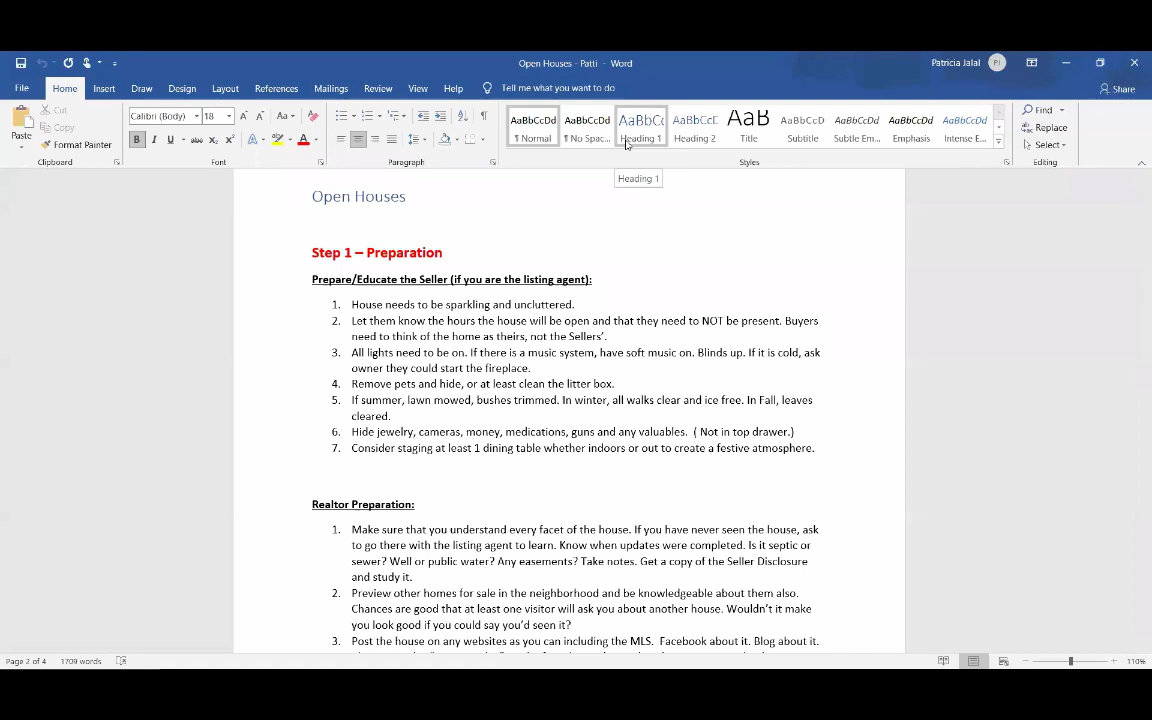 Open Houses - Patti - Word
Patricia Jalal
PJ
File Home Insert Draw Design Layout References Mailings Review View Help Tell me what you want to do
Share
Paste
Cut
Copy
Format Painter
Clipboard
Calibri (Body) 18 A A Aa
B I U abc X₂ X² A A
Font
Paragraph
AaBbCcDd AaBbCcDd AaBbCc AaBbCcE AaB AaBbCcD AaBbCcDd AaBbCcDd AaBbCcDd
¶ Normal ¶ No Spac... Heading 1 Heading 2 Title Subtitle Subtle Em... Emphasis Intense E...
Styles
Find
Replace
Select
Editing
Heading 1
Open Houses
Step 1 – Preparation
Prepare/Educate the Seller (if you are the listing agent):
1. House needs to be sparkling and uncluttered.
2. Let them know the hours the house will be open and that they need to NOT be present. Buyers
need to think of the home as theirs, not the Sellers’.
3. All lights need to be on. If there is a music system, have soft music on. Blinds up. If it is cold, ask
owner they could start the fireplace.
4. Remove pets and hide, or at least clean the litter box.
5. If summer, lawn mowed, bushes trimmed. In winter, all walks clear and ice free. In Fall, leaves
cleared.
6. Hide jewelry, cameras, money, medications, guns and any valuables. ( Not in top drawer.)
7. Consider staging at least 1 dining table whether indoors or out to create a festive atmosphere.
Realtor Preparation:
1. Make sure that you understand every facet of the house. If you have never seen the house, ask
to go there with the listing agent to learn. Know when updates were completed. Is it septic or
sewer? Well or public water? Any easements? Take notes. Get a copy of the Seller Disclosure
and study it.
2. Preview other homes for sale in the neighborhood and be knowledgeable about them also.
Chances are good that at least one visitor will ask you about another house. Wouldn’t it make
you look good if you could say you’d seen it?
3. Post the house on any websites as you can including the MLS. Facebook about it. Blog about it.
Page 2 of 4 1709 words
110%